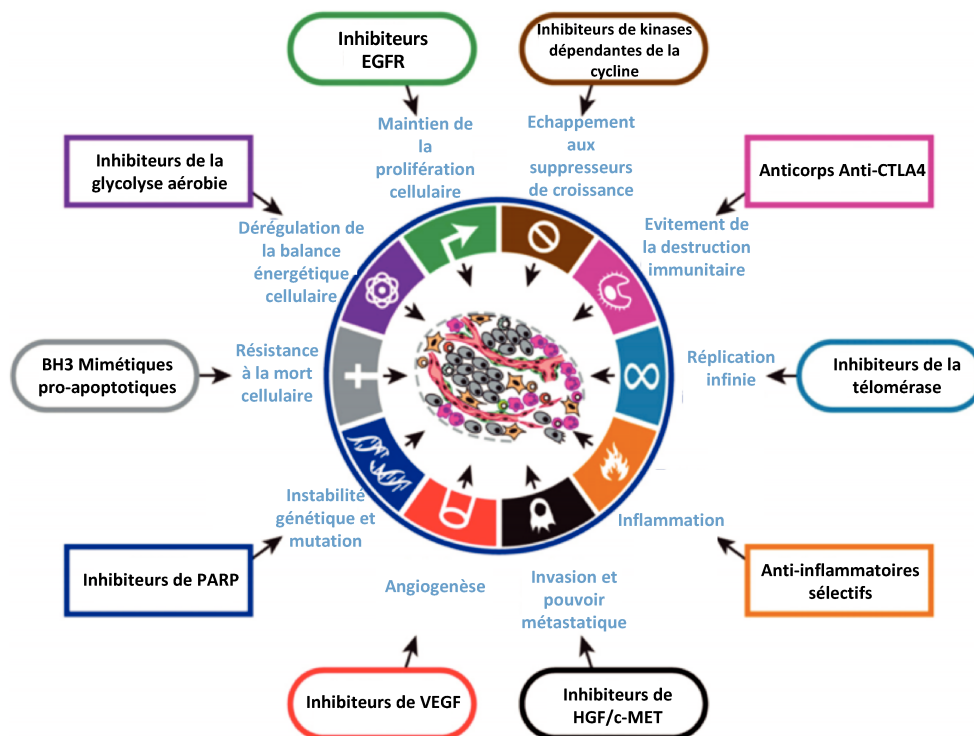 Inhibiteurs
EGFR
Inhibiteurs de kinases
dépendantes de la
cycline
Maintien de
la
prolifération
cellulaire
Echappement
aux
suppresseurs
de croissance
Inhibiteurs de la
glycolyse aérobie
Anticorps Anti-CTLA4
Dérégulation de
la balance
énergétique
cellulaire
Evitement de
la destruction
immunitaire
BH3 Mimétiques
pro-apoptotiques
Résistance
à la mort
cellulaire
Réplication
infinie
Inhibiteurs de la
télomérase
Instabilité
génétique et
mutation
Inflammation
Inhibiteurs de PARP
Anti-inflammatoires
sélectifs
Angiogenèse
Invasion et
pouvoir
métastatique
Inhibiteurs de VEGF
Inhibiteurs de
HGF/c-MET